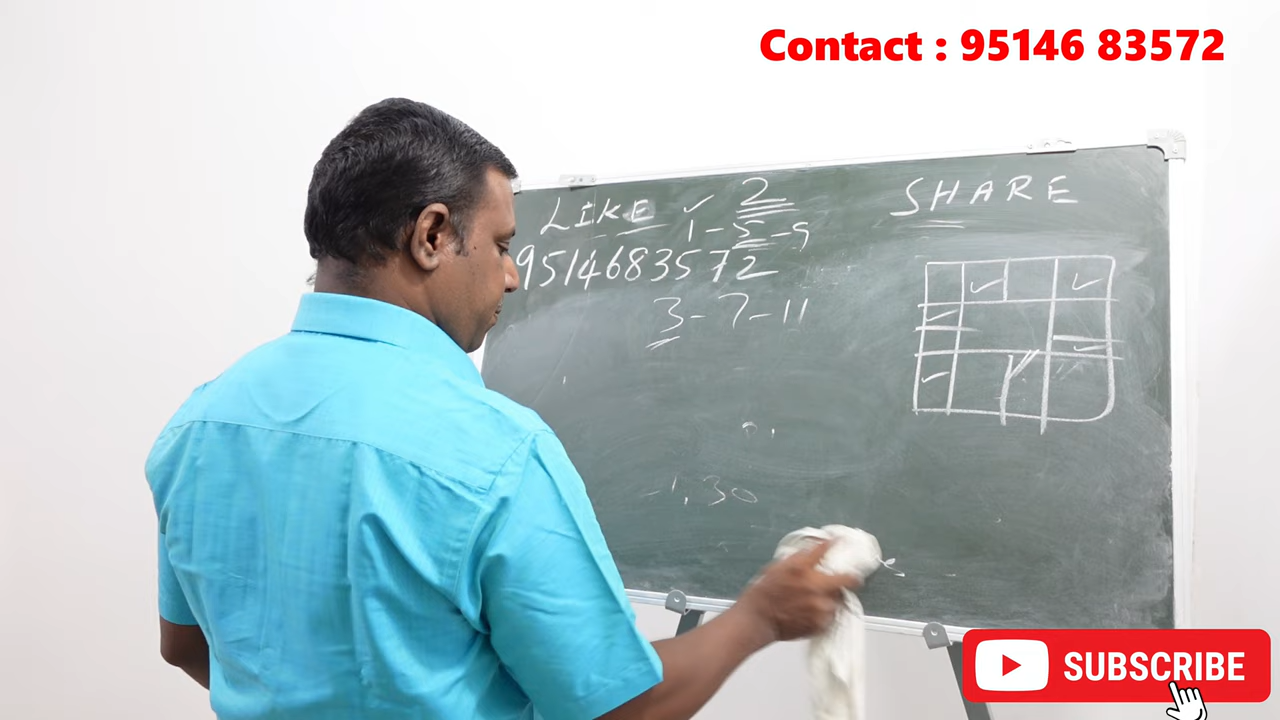 Contact : 95146 83572
LIKE ✓ 2
SHARE
1-5-9
9514683572
3-7-11
1.30
SUBSCRIBE